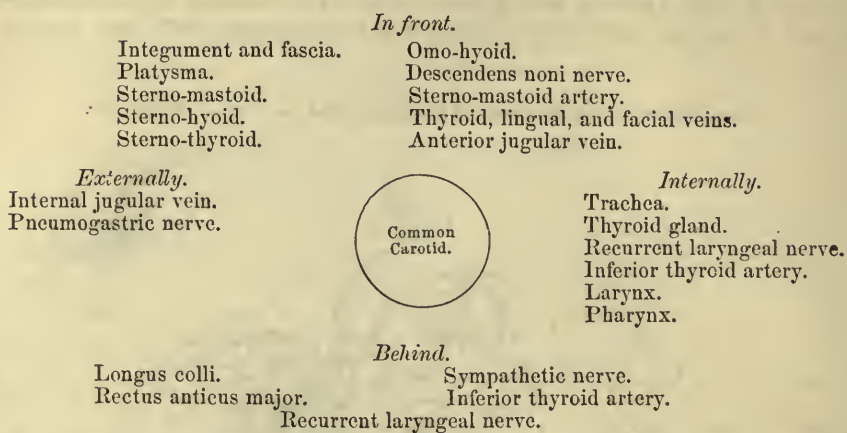 In front.
Integument and fascia. Omo-hyoid.
Platysma. Descendens noni nerve.
Sterno-mastoid. Sterno-mastoid artery.
Sterno-hyoid. Thyroid, lingual, and facial veins.
Sterno-thyroid. Anterior jugular vein.
Externally. Internally.
Internal jugular vein. Trachea.
Pneumogastric nerve. Thyroid gland.
Common Recurrent laryngeal nerve.
Carotid. Inferior thyroid artery.
Larynx.
Pharynx.
Behind.
Longus colli. Sympathetic nerve.
Rectus anticus major. Inferior thyroid artery.
Recurrent laryngeal nerve.